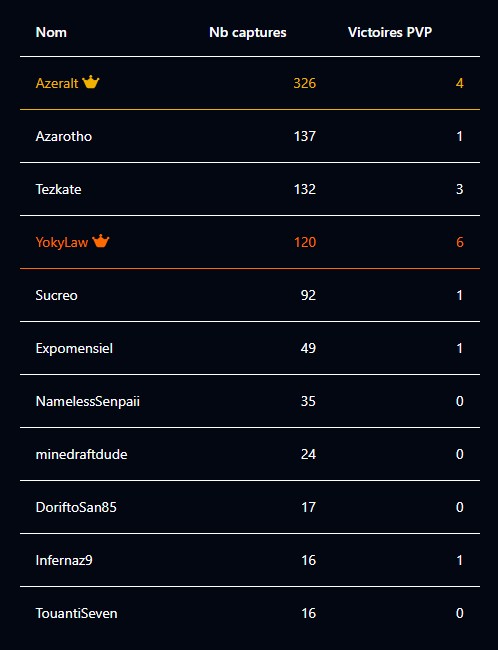 Nom Nb captures Victoires PVP
Azeralt 326 4
Azarotho 137 1
Tezkate 132 3
YokyLaw 120 6
Sucreo 92 1
Expomensiel 49 1
NamelessSenpaii 35 0
minedraftdude 24 0
DoriftoSan85 17 0
Infernaz9 16 1
TouantiSeven 16 0